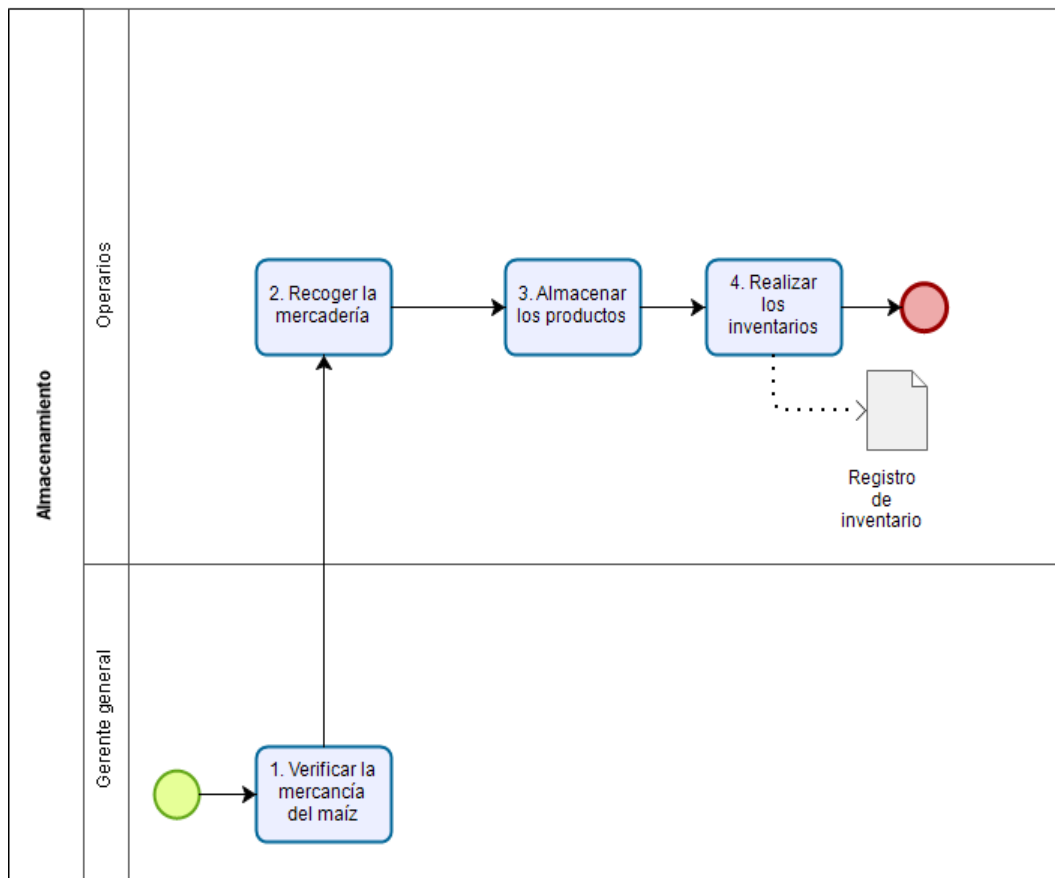 Almacenamiento
Operarios
2. Recoger la
mercadería
3. Almacenar
los productos
4. Realizar
los
inventarios
Registro
de
inventario
Gerente general
1. Verificar la
mercancía
del maíz